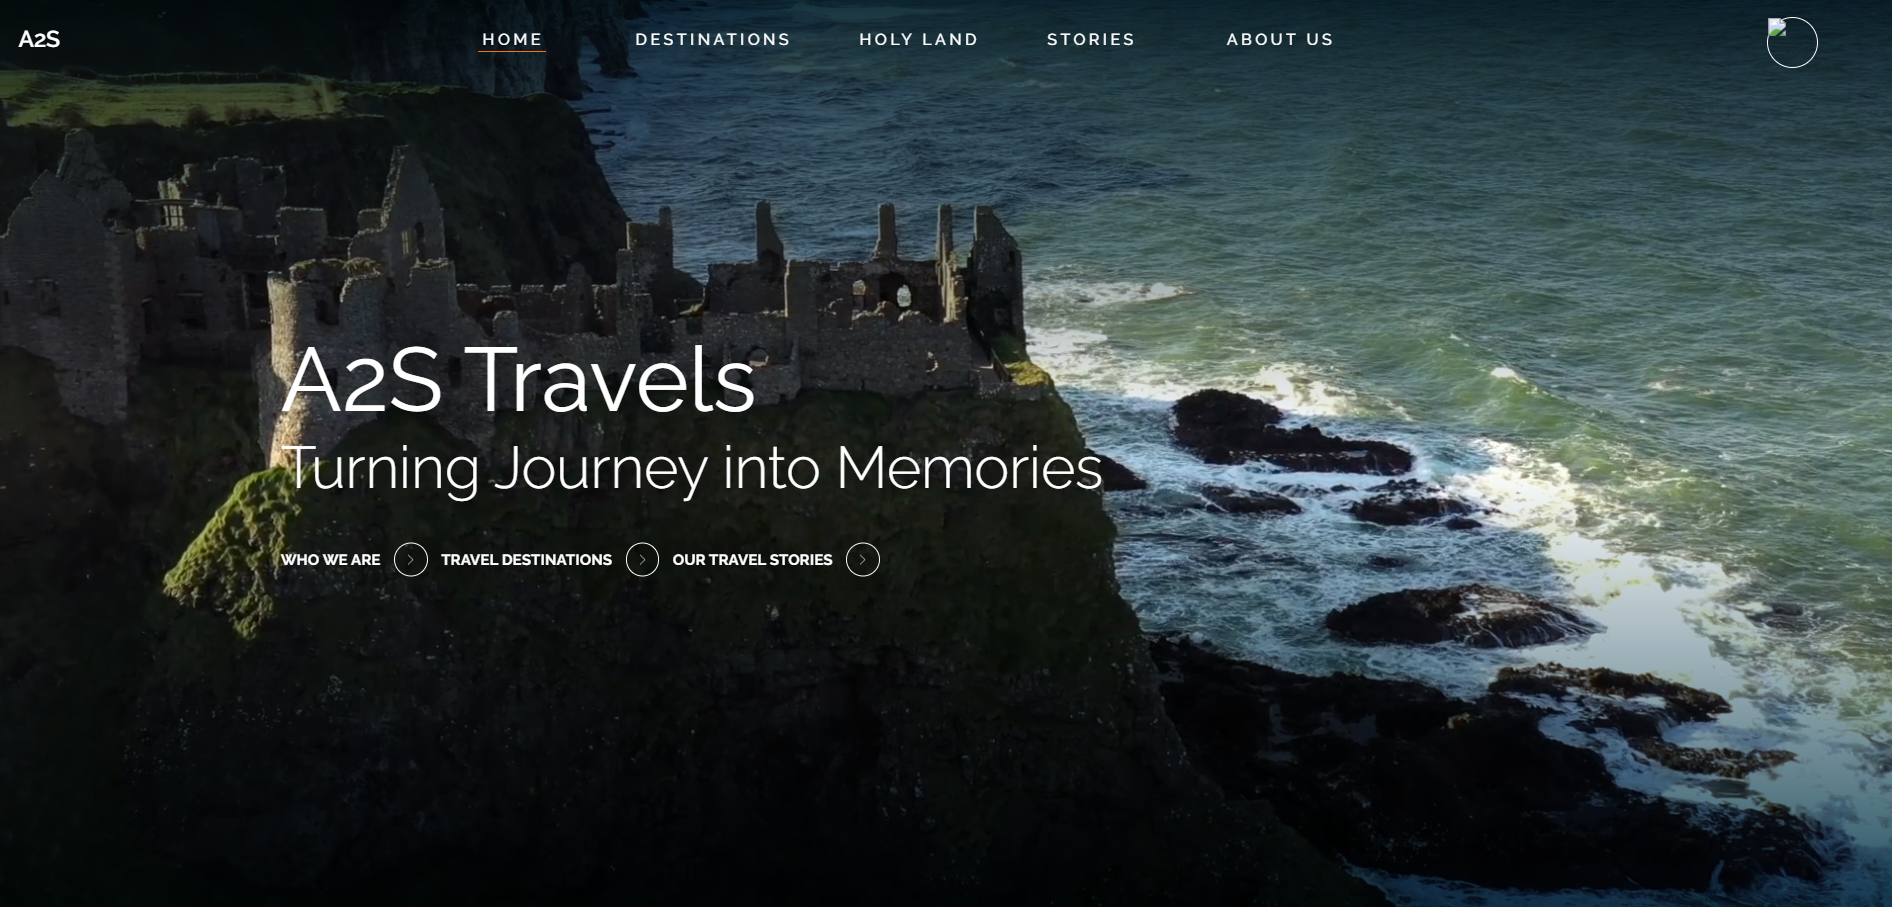 A2S
HOME DESTINATIONS HOLY LAND STORIES ABOUT US
A2S Travels
Turning Journey into Memories
WHO WE ARE TRAVEL DESTINATIONS OUR TRAVEL STORIES